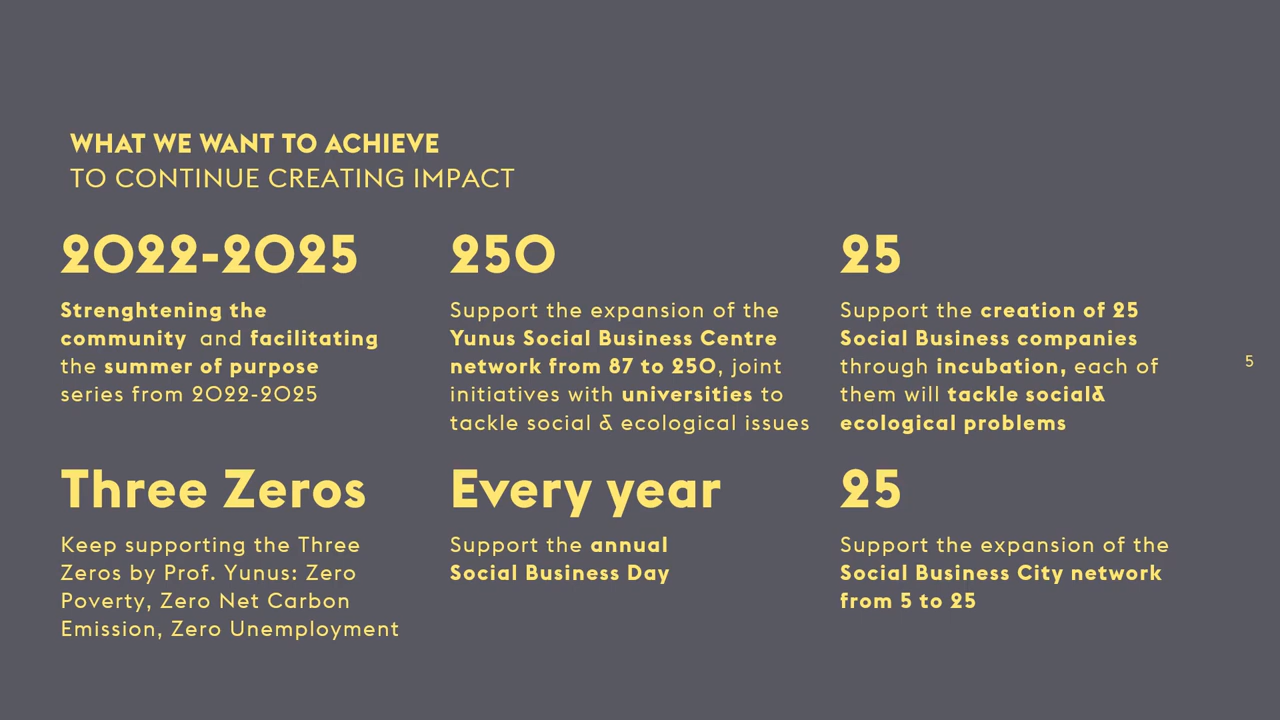 WHAT WE WANT TO ACHIEVE
TO CONTINUE CREATING IMPACT
2022-2025
Strenghtening the
community and facilitating
the summer of purpose
series from 2022-2025
250
Support the expansion of the
Yunus Social Business Centre
network from 87 to 250, joint
initiatives with universities to
tackle social & ecological issues
25
Support the creation of 25
Social Business companies
through incubation, each of
them will tackle social&
ecological problems
5
Three Zeros
Keep supporting the Three
Zeros by Prof. Yunus: Zero
Poverty, Zero Net Carbon
Emission, Zero Unemployment
Every year
Support the annual
Social Business Day
25
Support the expansion of the
Social Business City network
from 5 to 25